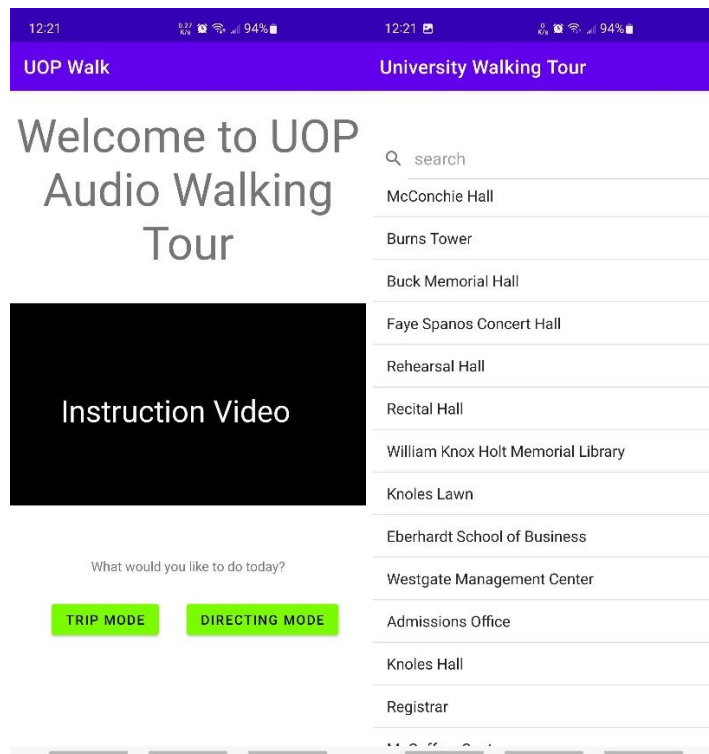 12:21
0.27 K/s
94%
UOP Walk
Welcome to UOP
Audio Walking
Tour
Instruction Video
What would you like to do today?
TRIP MODE
DIRECTING MODE
12:21
0 K/s
94%
University Walking Tour
search
McConchie Hall
Burns Tower
Buck Memorial Hall
Faye Spanos Concert Hall
Rehearsal Hall
Recital Hall
William Knox Holt Memorial Library
Knoles Lawn
Eberhardt School of Business
Westgate Management Center
Admissions Office
Knoles Hall
Registrar